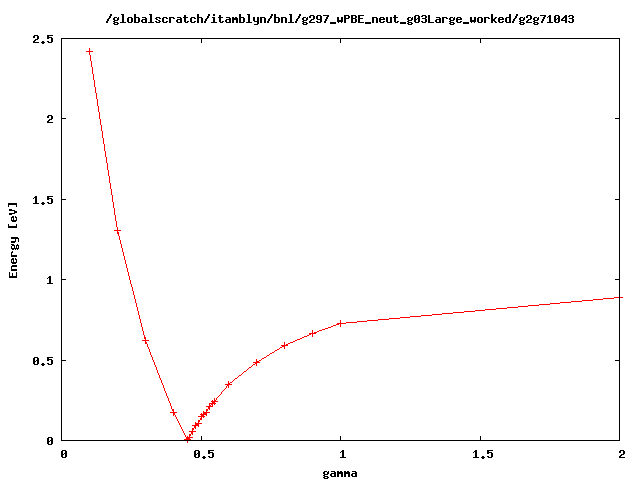 /globalscratch/itamblyn/bnl/g297_wPBE_neut_g03Large_worked/g2g71043
2.5
2
1.5
1
0.5
0
Energy [eV]
0 0.5 1 1.5 2
gamma